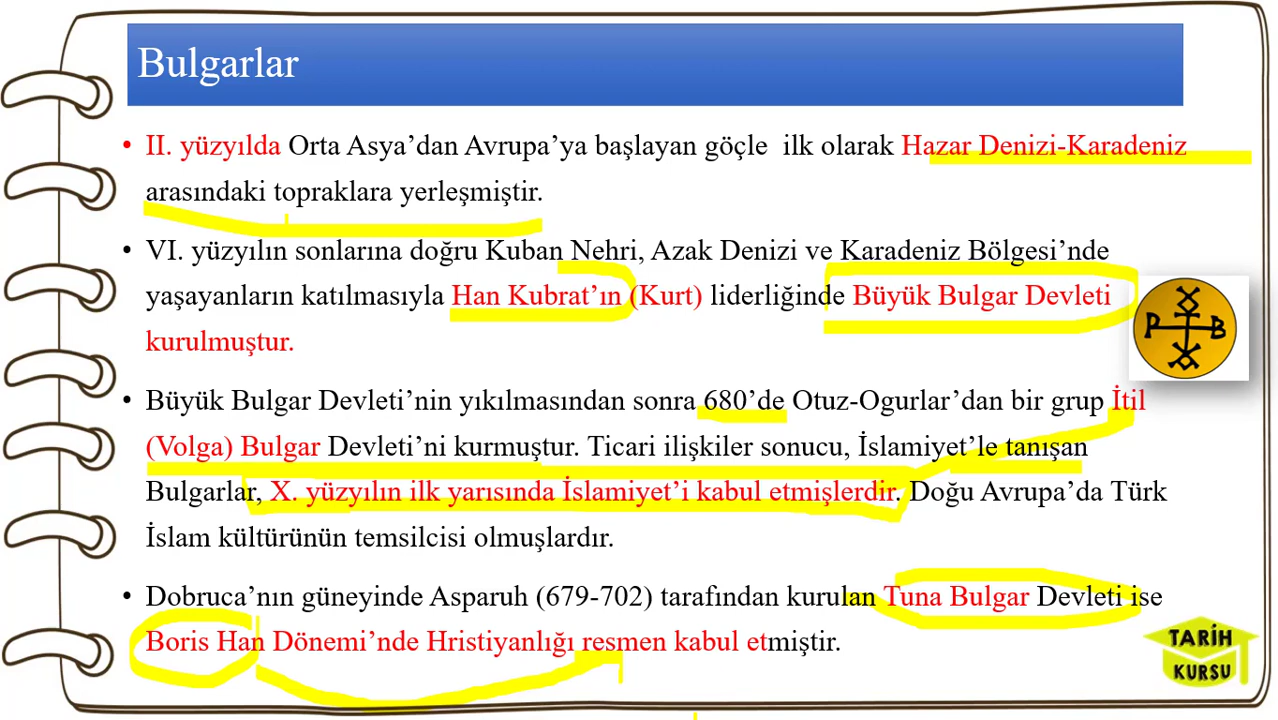 Bulgarlar
• II. yüzyılda Orta Asya’dan Avrupa’ya başlayan göçle ilk olarak Hazar Denizi-Karadeniz
arasındaki topraklara yerleşmiştir.
• VI. yüzyılın sonlarına doğru Kuban Nehri, Azak Denizi ve Karadeniz Bölgesi’nde
yaşayanların katılmasıyla Han Kubrat’ın (Kurt) liderliğinde Büyük Bulgar Devleti
kurulmuştur.
• Büyük Bulgar Devleti’nin yıkılmasından sonra 680’de Otuz-Ogurlar’dan bir grup İtil
(Volga) Bulgar Devleti’ni kurmuştur. Ticari ilişkiler sonucu, İslamiyet’le tanışan
Bulgarlar, X. yüzyılın ilk yarısında İslamiyet’i kabul etmişlerdir. Doğu Avrupa’da Türk
İslam kültürünün temsilcisi olmuşlardır.
• Dobruca’nın güneyinde Asparuh (679-702) tarafından kurulan Tuna Bulgar Devleti ise
Boris Han Dönemi’nde Hristiyanlığı resmen kabul etmiştir.
TARİH
KURSU